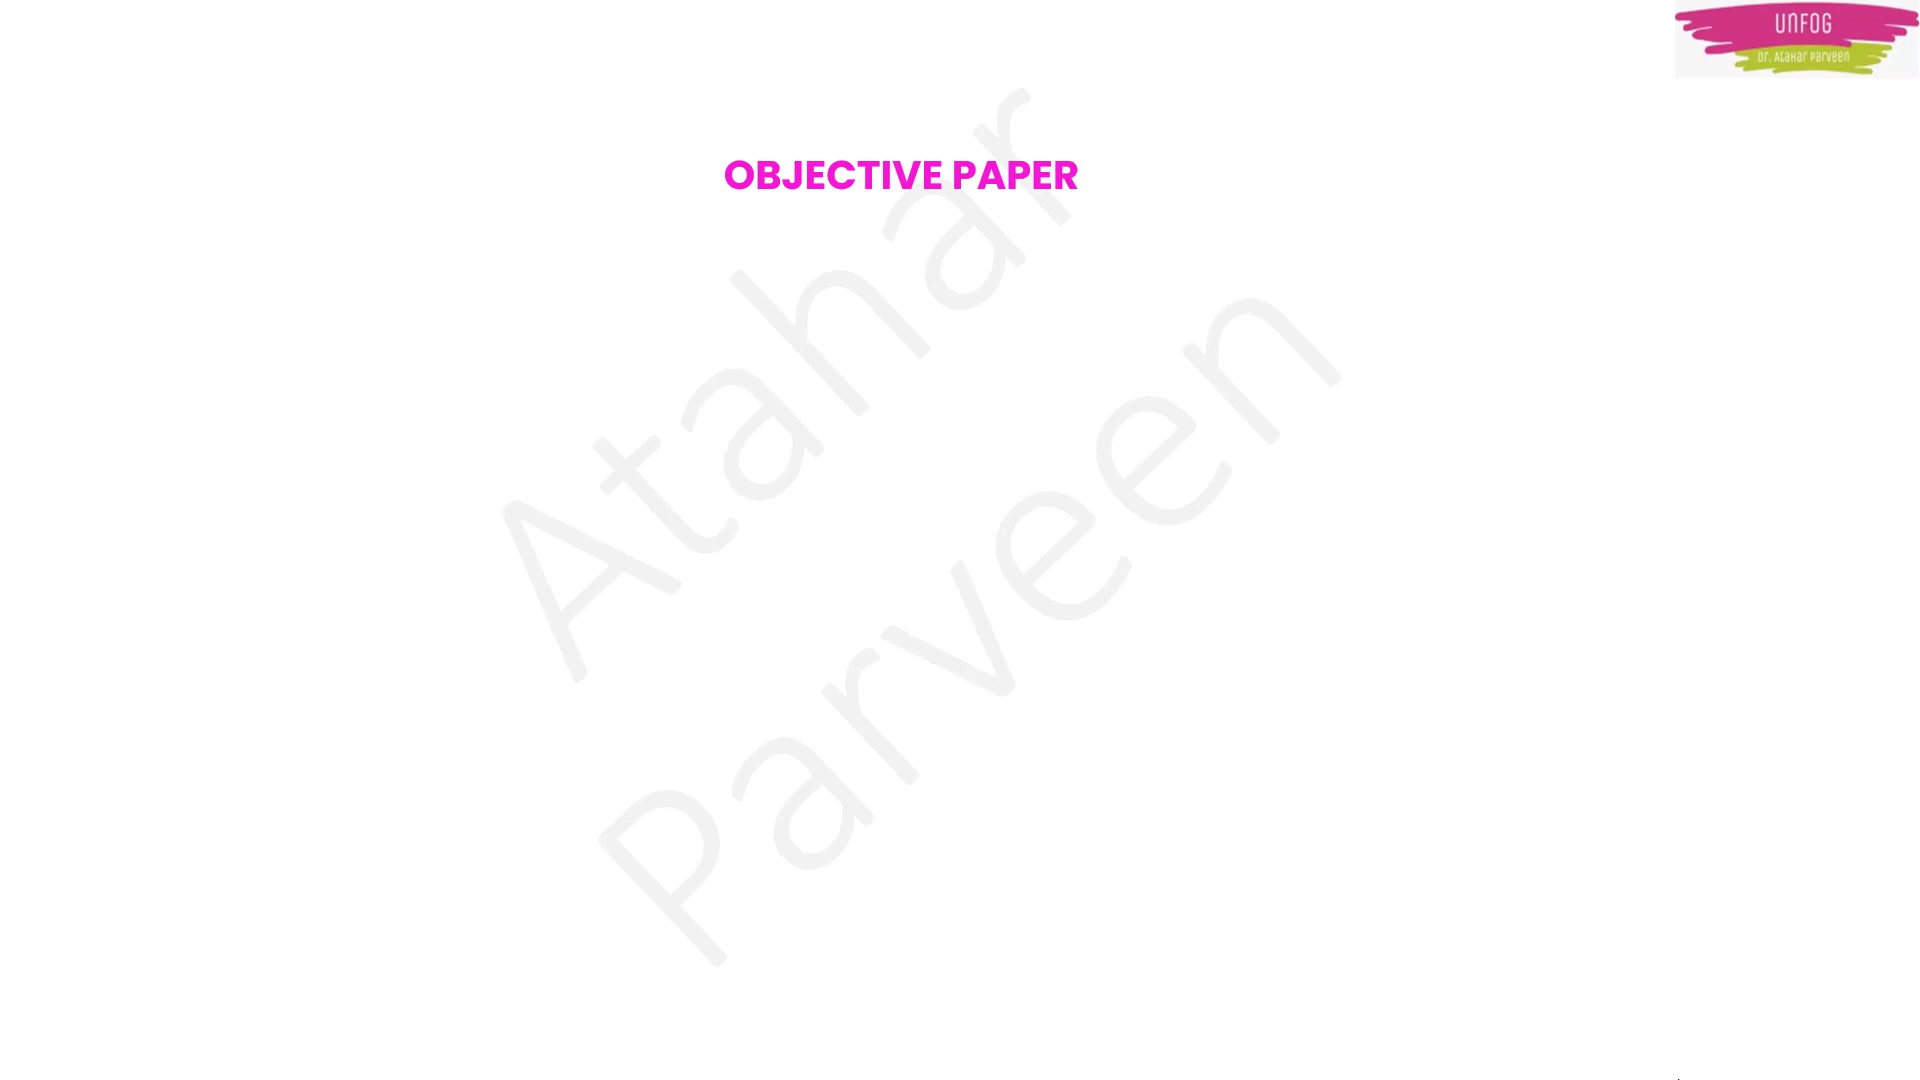 UNFOG
Dr. Atahar Parveen
OBJECTIVE PAPER
Atahar
Parveen